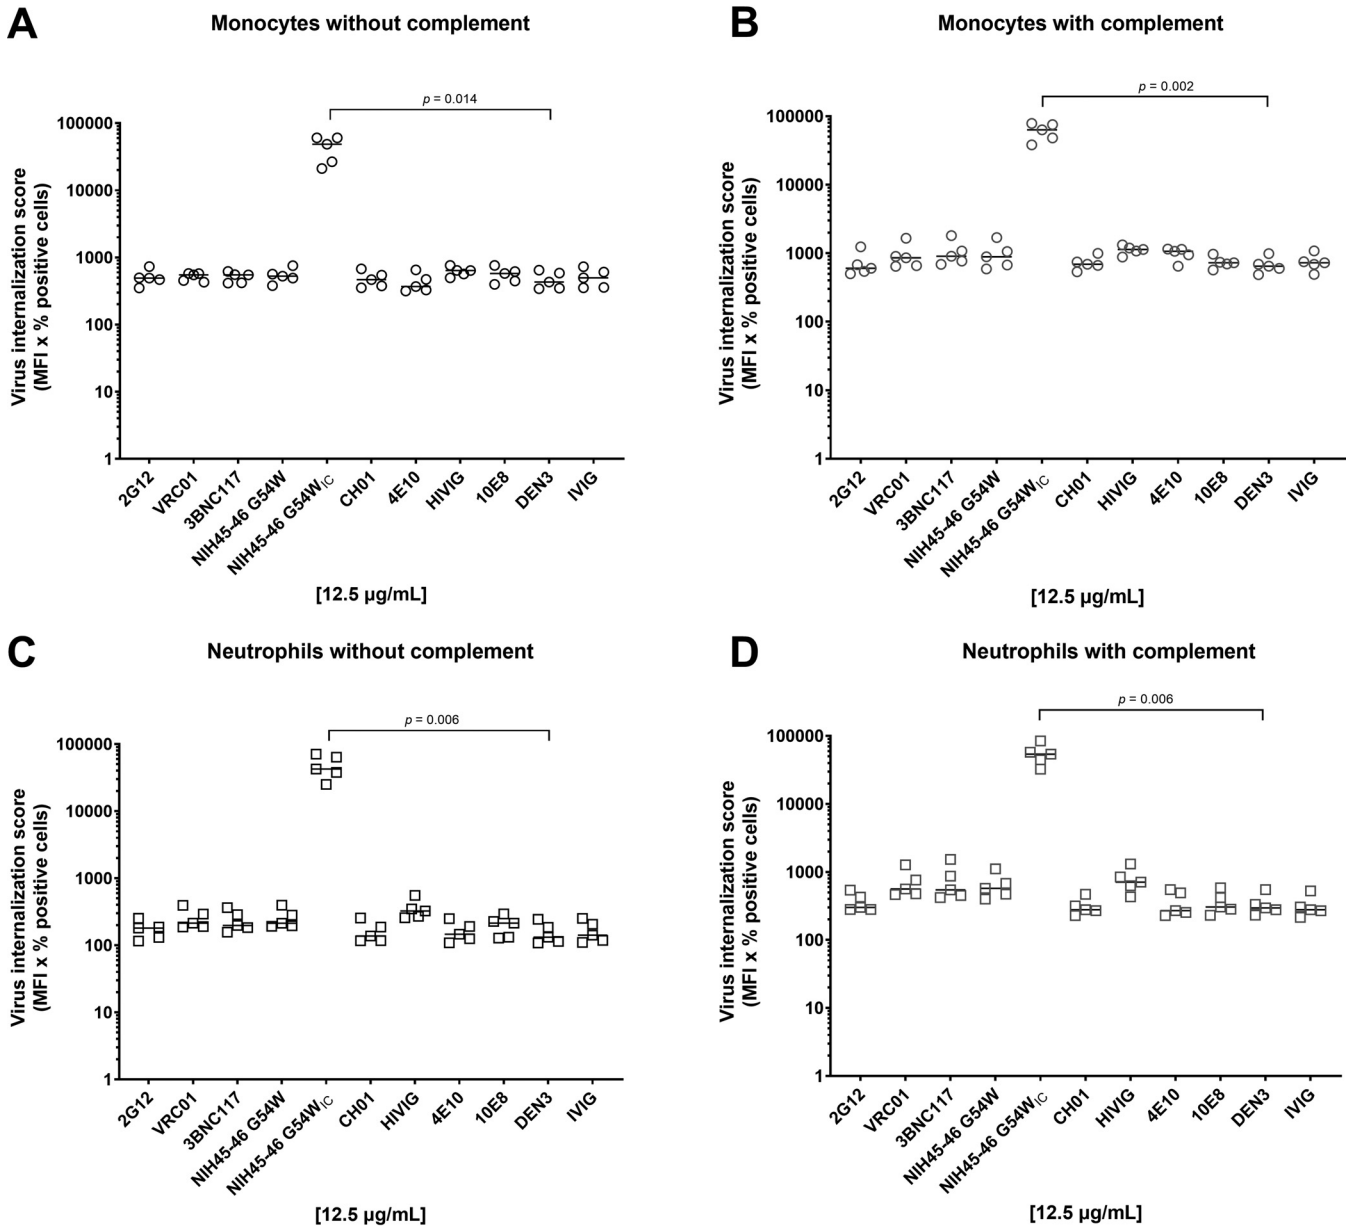 A
Monocytes without complement
p = 0.014
Virus internalization score
(MFI x % positive cells)
100000
10000
1000
100
10
1
2G12
VRC01
3BNC117
NIH45-46 G54W
NIH45-46 G54WIC
CH01
4E10
HIVIG
10E8
DEN3
IVIG
[12.5 µg/mL]
B
Monocytes with complement
p = 0.002
Virus internalization score
(MFI x % positive cells)
100000
10000
1000
100
10
1
2G12
VRC01
3BNC117
NIH45-46 G54W
NIH45-46 G54WIC
CH01
HIVIG
4E10
10E8
DEN3
IVIG
[12.5 µg/mL]
C
Neutrophils without complement
p = 0.006
Virus internalization score
(MFI x % positive cells)
100000
10000
1000
100
10
1
2G12
VRC01
3BNC117
NIH45-46 G54W
NIH45-46 G54WIC
CH01
HIVIG
4E10
10E8
DEN3
IVIG
[12.5 µg/mL]
D
Neutrophils with complement
p = 0.006
Virus internalization score
(MFI x % positive cells)
100000
10000
1000
100
10
1
2G12
VRC01
3BNC117
NIH45-46 G54W
NIH45-46 G54WIC
CH01
HIVIG
4E10
10E8
DEN3
IVIG
[12.5 µg/mL]